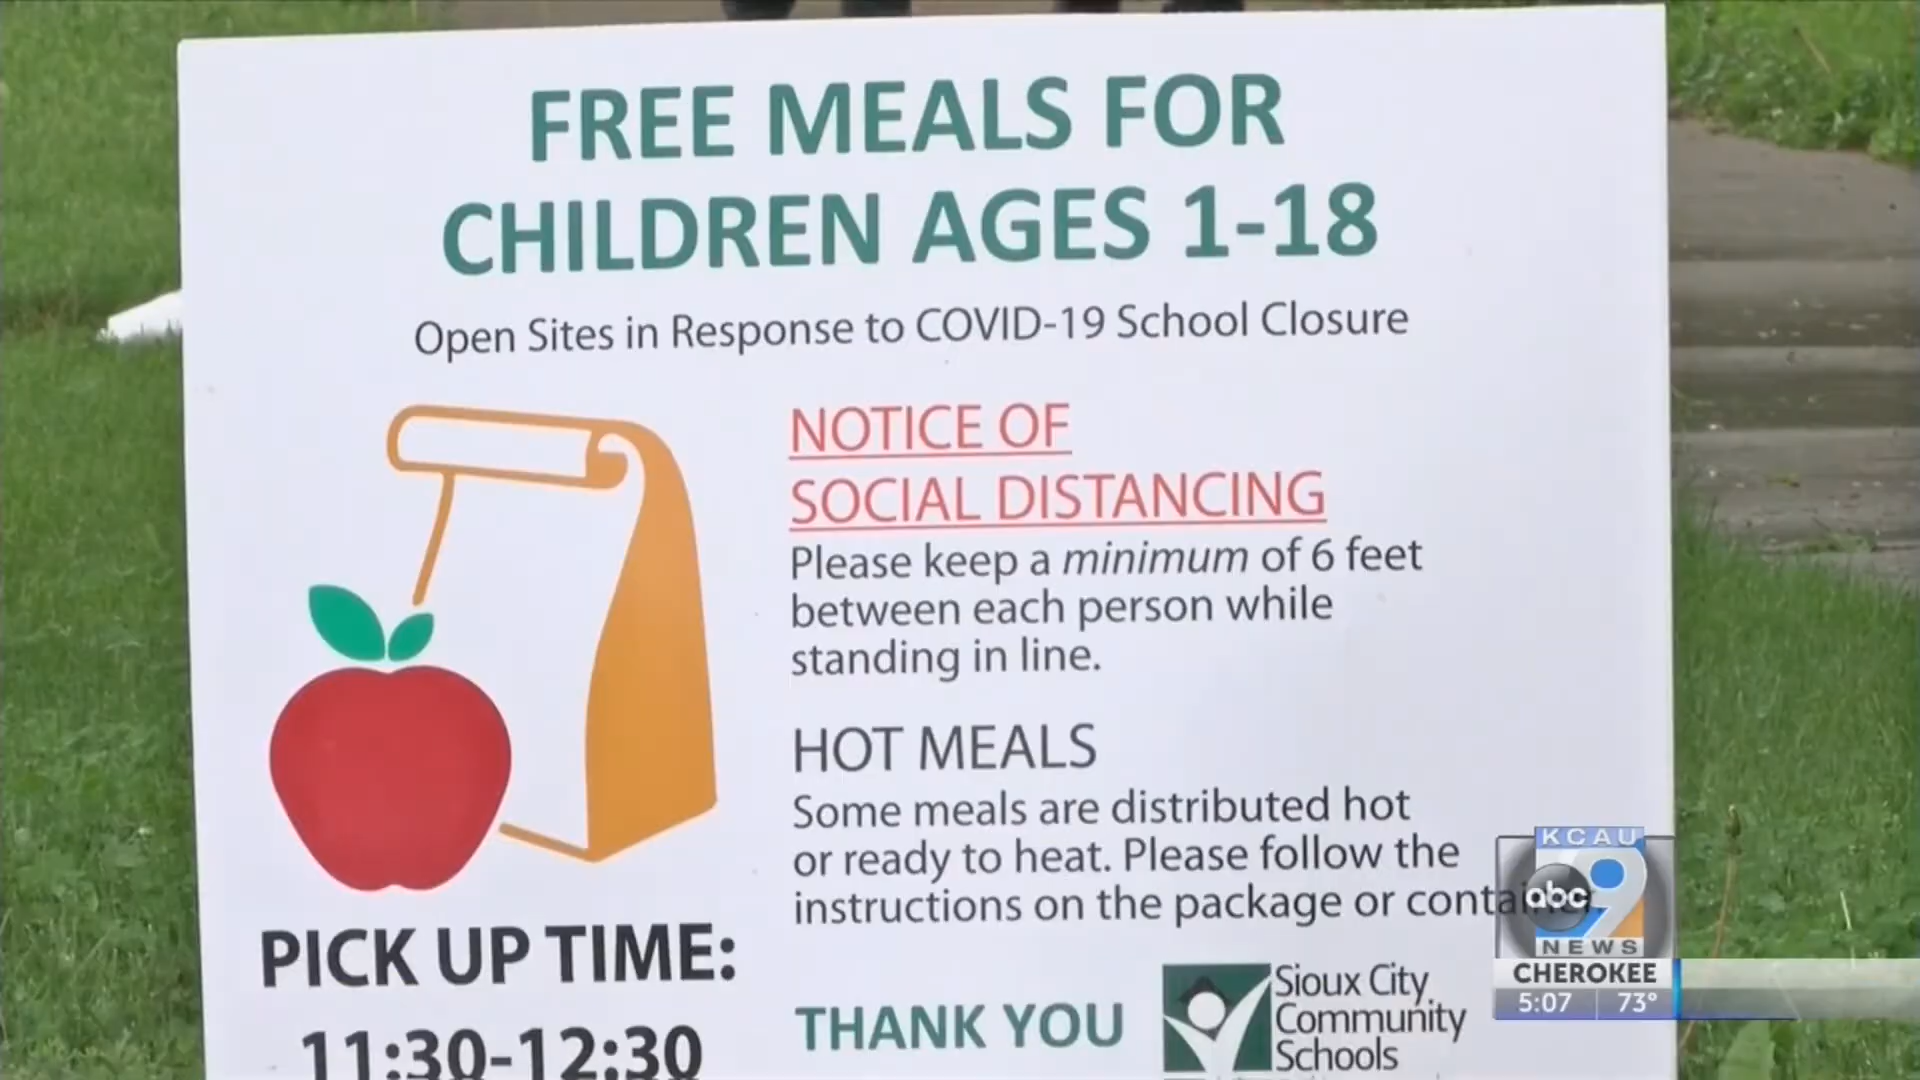 FREE MEALS FOR
CHILDREN AGES 1-18
Open Sites in Response to COVID-19 School Closure
NOTICE OF
SOCIAL DISTANCING
Please keep a minimum of 6 feet
between each person while
standing in line.
HOT MEALS
Some meals are distributed hot
or ready to heat. Please follow the
instructions on the package or container.
PICK UP TIME:
11:30-12:30
THANK YOU
Sioux City
Community
Schools
KCAU
abc 9
NEWS
CHEROKEE
5:07 73°